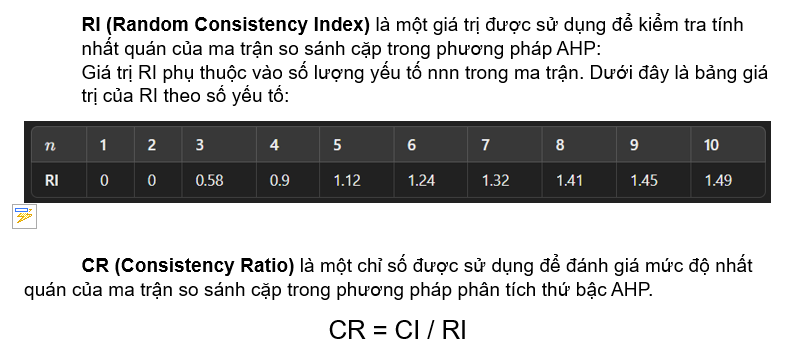 RI (Random Consistency Index) là một giá trị được sử dụng để kiểm tra tính
nhất quán của ma trận so sánh cặp trong phương pháp AHP:
Giá trị RI phụ thuộc vào số lượng yếu tố nnn trong ma trận. Dưới đây là bảng giá
trị của RI theo số yếu tố:
n 1 2 3 4 5 6 7 8 9 10
RI 0 0 0.58 0.9 1.12 1.24 1.32 1.41 1.45 1.49
CR (Consistency Ratio) là một chỉ số được sử dụng để đánh giá mức độ nhất
quán của ma trận so sánh cặp trong phương pháp phân tích thứ bậc AHP.
CR = CI / RI